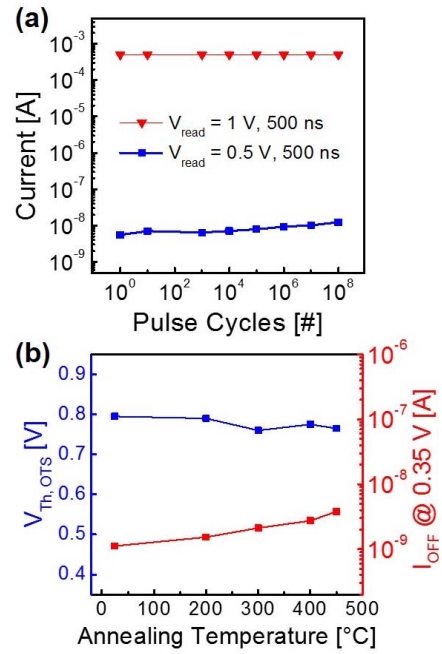 (a)
10⁻³
10⁻⁴
10⁻⁵
10⁻⁶
10⁻⁷
10⁻⁸
10⁻⁹
Current [A]
V_read = 1 V, 500 ns
V_read = 0.5 V, 500 ns
10⁰ 10² 10⁴ 10⁶ 10⁸
Pulse Cycles [#]
(b)
0.9
0.8
0.7
0.6
0.5
0.4
V_Th, OTS [V]
10⁻⁶
10⁻⁷
10⁻⁸
10⁻⁹
I_OFF @ 0.35 V [A]
0 100 200 300 400 500
Annealing Temperature [°C]